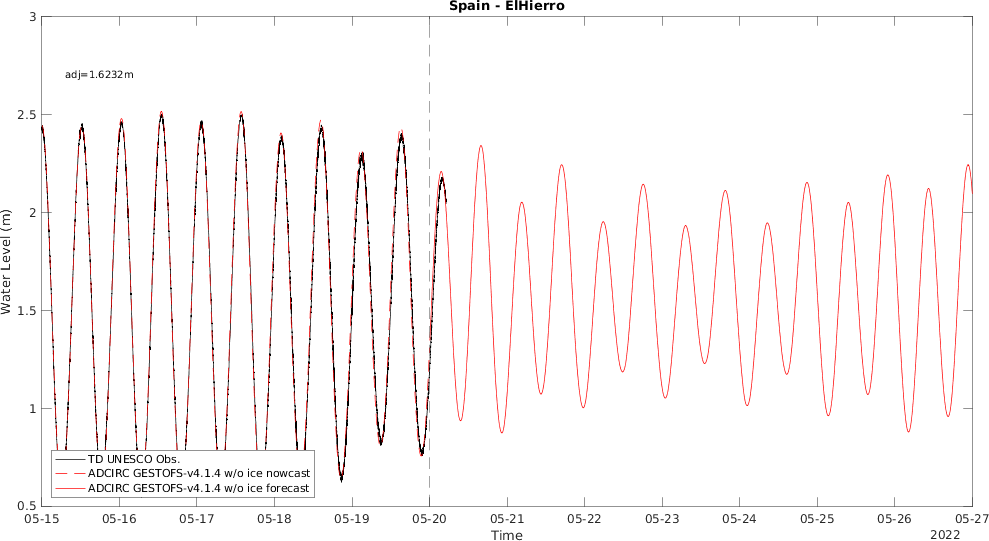 Spain - ElHierro
3
adj=1.6232m
2.5
2
Water Level (m)
1.5
1
0.5
TD UNESCO Obs.
ADCIRC GESTOFS-v4.1.4 w/o ice nowcast
ADCIRC GESTOFS-v4.1.4 w/o ice forecast
05-15 05-16 05-17 05-18 05-19 05-20 05-21 05-22 05-23 05-24 05-25 05-26 05-27
Time
2022